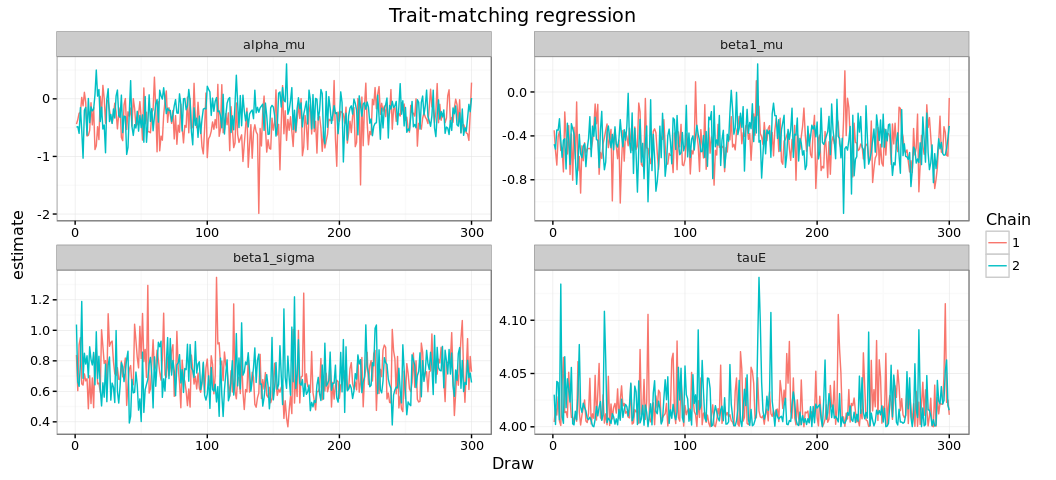 Trait-matching regression
alpha_mu
beta1_mu
0
-1
-2
0.0
-0.4
-0.8
0 100 200 300
0 100 200 300
beta1_sigma
tauE
1.2
1.0
0.8
0.6
0.4
4.10
4.05
4.00
0 100 200 300
0 100 200 300
estimate
Draw
Chain
1
2